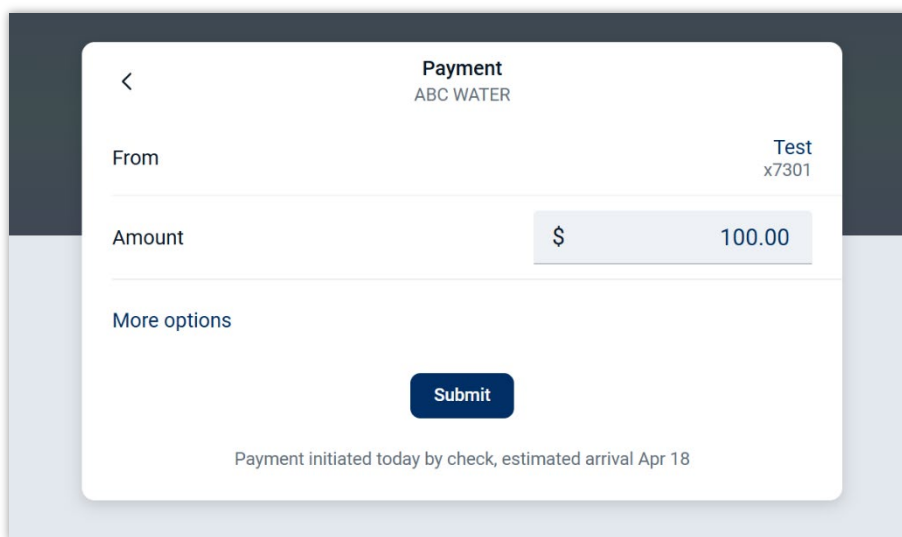 Payment
ABC WATER
From
Test
x7301
Amount
$ 100.00
More options
Submit
Payment initiated today by check, estimated arrival Apr 18